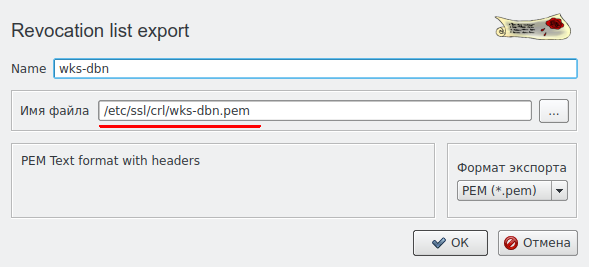 Revocation list export
Name wks-dbn
Имя файла /etc/ssl/crl/wks-dbn.pem ...
PEM Text format with headers
Формат экспорта
PEM (*.pem)
OK Отмена